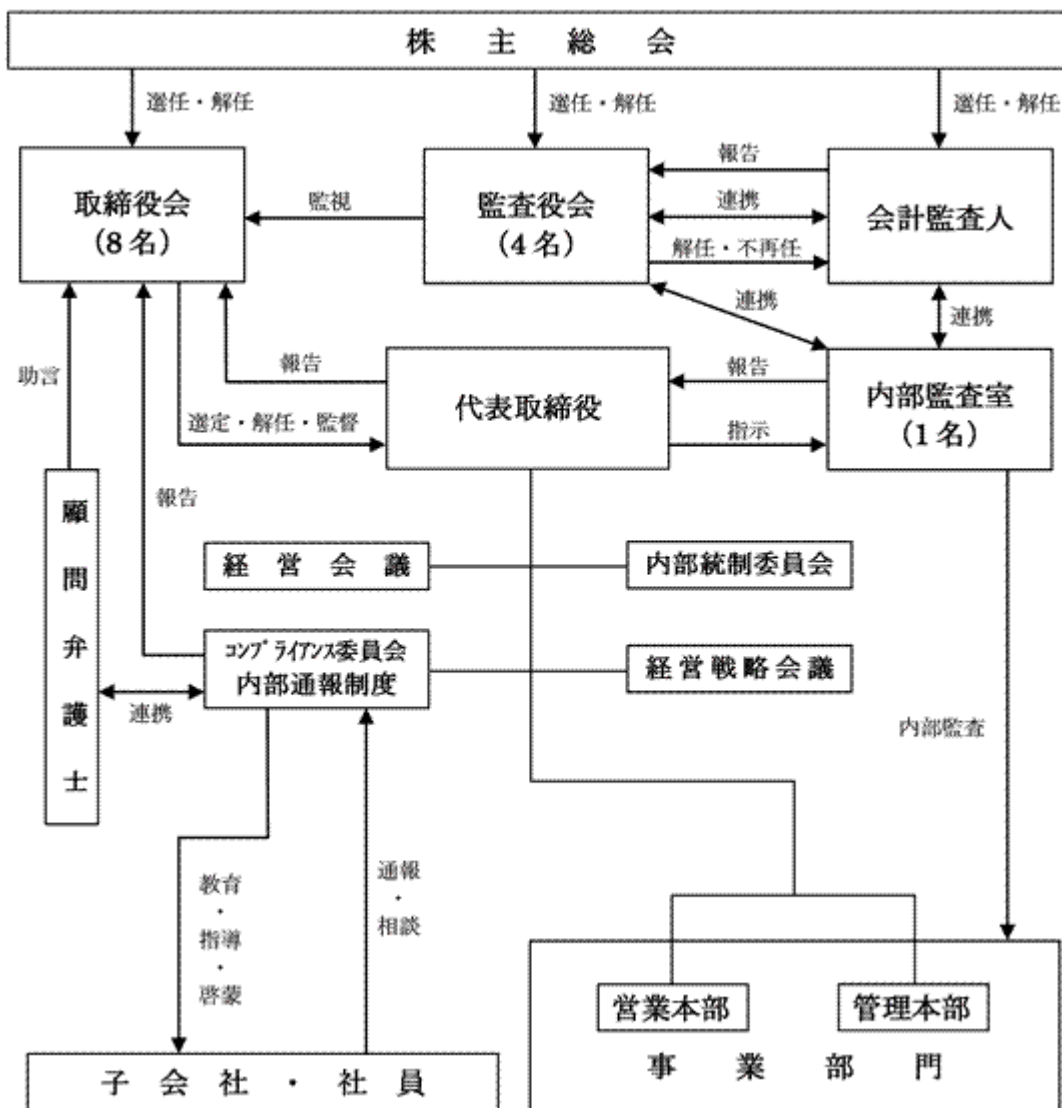 株主総会
選任・解任
選任・解任
選任・解任
取締役会
(8名)
監視
監査役会
(4名)
報告
連携
解任・不再任
会計監査人
連携
連携
助言
報告
選定・解任・監督
代表取締役
報告
指示
内部監査室
(1名)
顧問弁護士
報告
経営会議
内部統制委員会
コンプライアンス委員会
内部通報制度
経営戦略会議
連携
内部監査
教育
・
指導
・
啓蒙
通報
・
相談
営業本部
管理本部
事業部門
子会社・社員